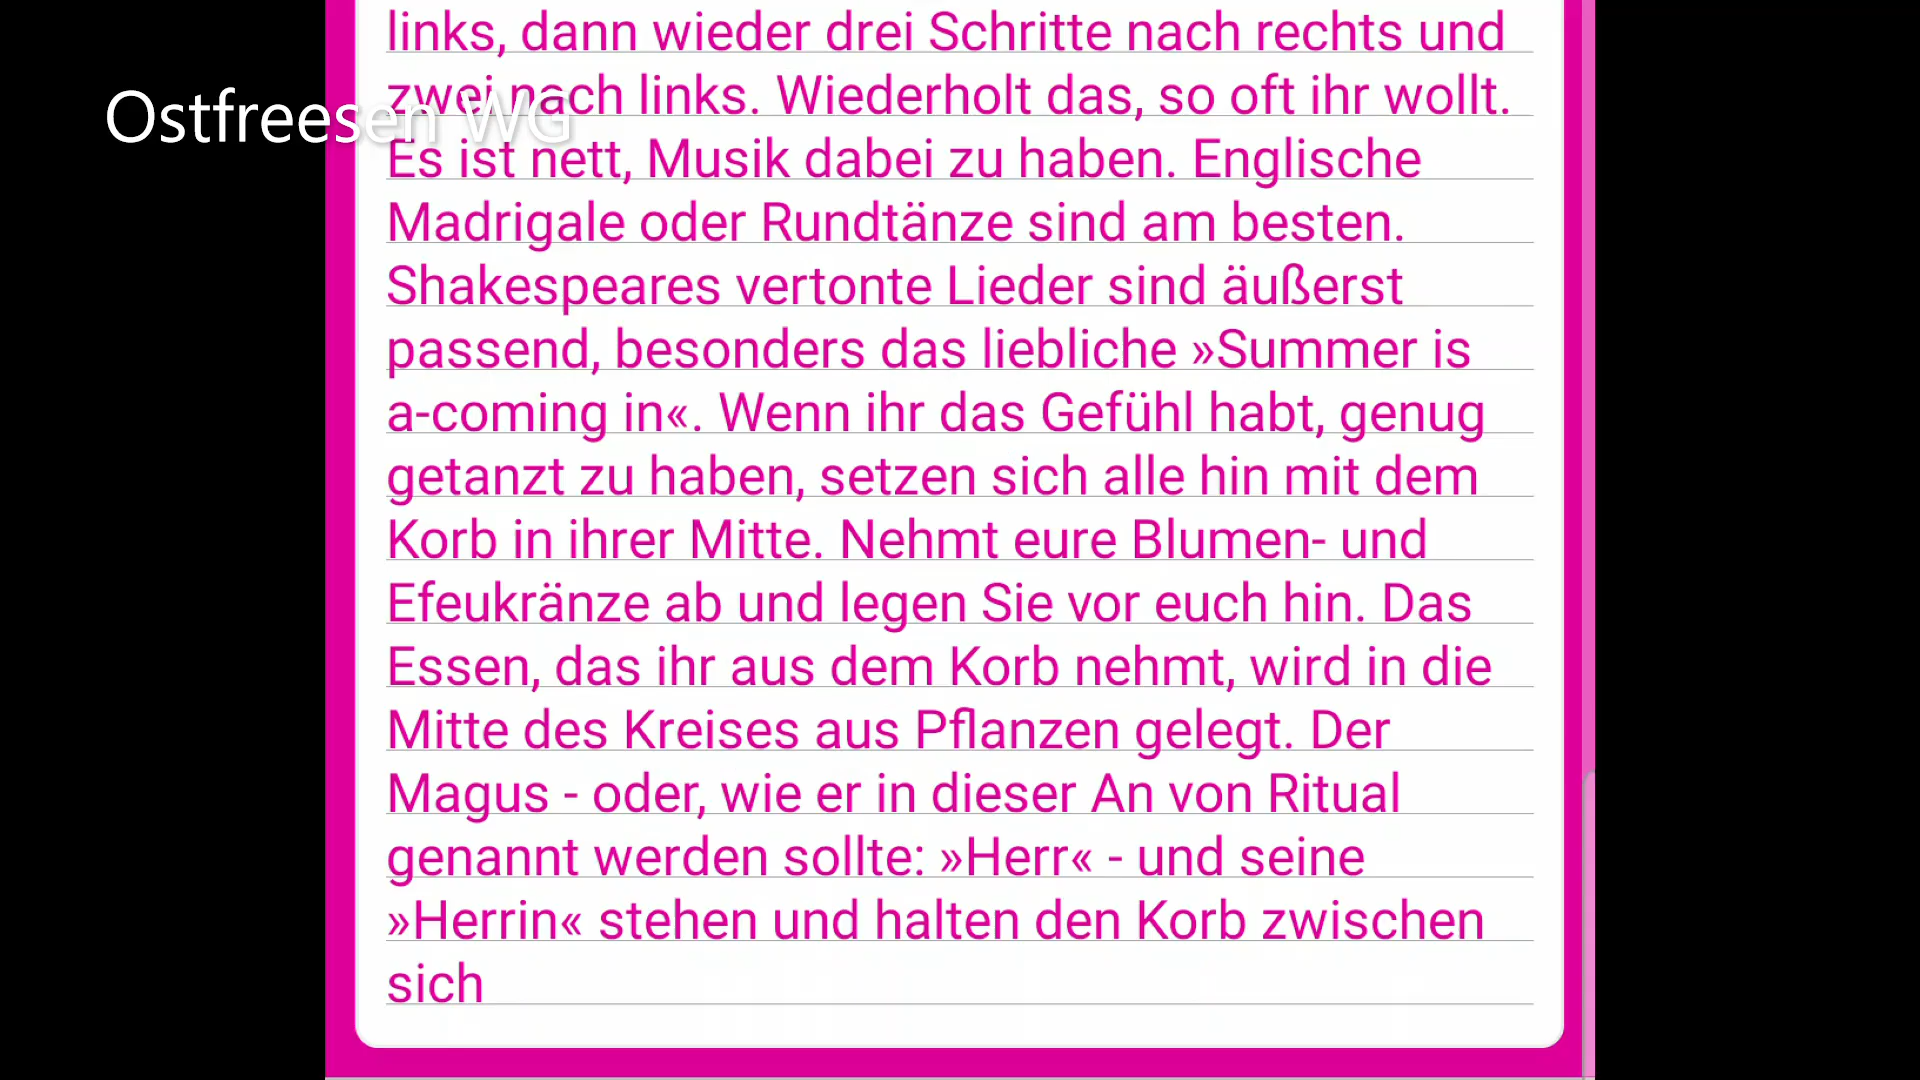 links, dann wieder drei Schritte nach rechts und
zwei nach links. Wiederholt das, so oft ihr wollt.
Ostfreesen WG
Es ist nett, Musik dabei zu haben. Englische
Madrigale oder Rundtänze sind am besten.
Shakespeares vertonte Lieder sind äußerst
passend, besonders das liebliche »Summer is
a-coming in«. Wenn ihr das Gefühl habt, genug
getanzt zu haben, setzen sich alle hin mit dem
Korb in ihrer Mitte. Nehmt eure Blumen- und
Efeukränze ab und legen Sie vor euch hin. Das
Essen, das ihr aus dem Korb nehmt, wird in die
Mitte des Kreises aus Pflanzen gelegt. Der
Magus - oder, wie er in dieser An von Ritual
genannt werden sollte: »Herr« - und seine
»Herrin« stehen und halten den Korb zwischen
sich